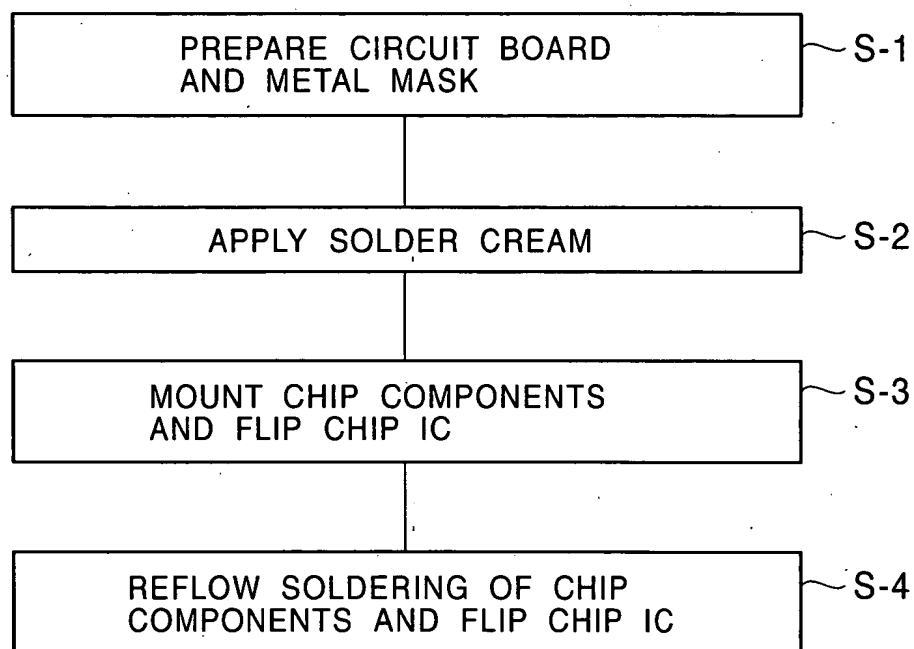 PREPARE CIRCUIT BOARD
AND METAL MASK
S-1
APPLY SOLDER CREAM
S-2
MOUNT CHIP COMPONENTS
AND FLIP CHIP IC
S-3
REFLOW SOLDERING OF CHIP
COMPONENTS AND FLIP CHIP IC
S-4